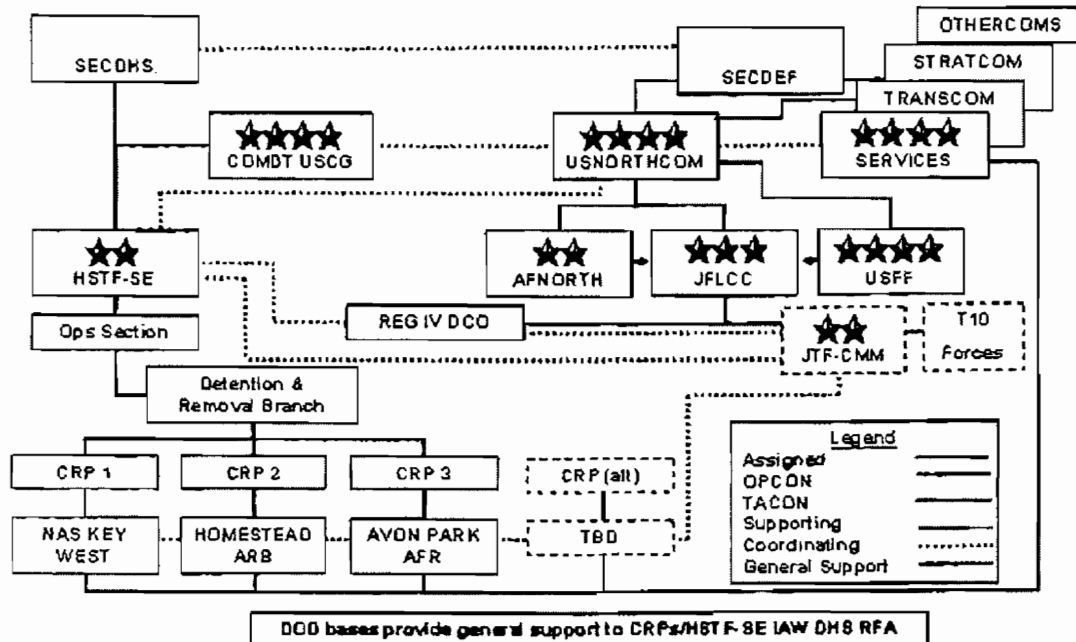 OTHERCOMS
STRATCOM
SECDHS
SECDEF
TRANSCOM
COMDT USCG
USNORTHCOM
SERVICES
HSTF-SE
AFNORTH
JFLCC
USFF
Ops Section
REG IV DCO
JTF-CMM
T10
Forces
Detention &
Removal Branch
CRP 1
CRP 2
CRP 3
CRP (alt)
NAS KEY
WEST
HOMESTEAD
ARB
AVON PARK
AFR
TBD
Legend
Assigned
OPCON
TACON
Supporting
Coordinating
General Support
DOD bases provide general support to CRPs/HSTF-SE IAW DHS RFA